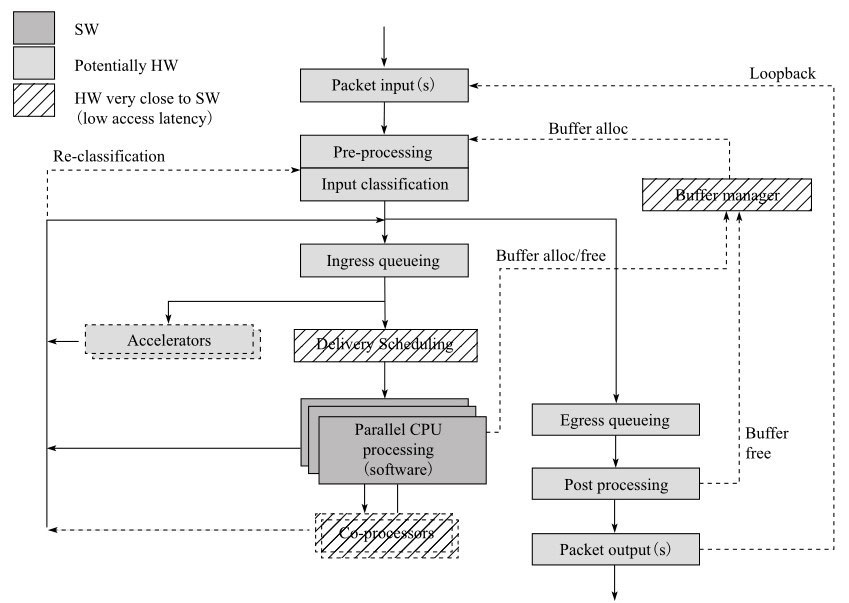 SW
Potentially HW
HW very close to SW
(low access latency)
Packet input(s)
Loopback
Pre-processing
Buffer alloc
Re-classification
Input classification
Buffer manager
Ingress queueing
Buffer alloc/free
Accelerators
Delivery Scheduling
Parallel CPU
processing
(software)
Egress queueing
Buffer
free
Post processing
Co-processors
Packet output(s)